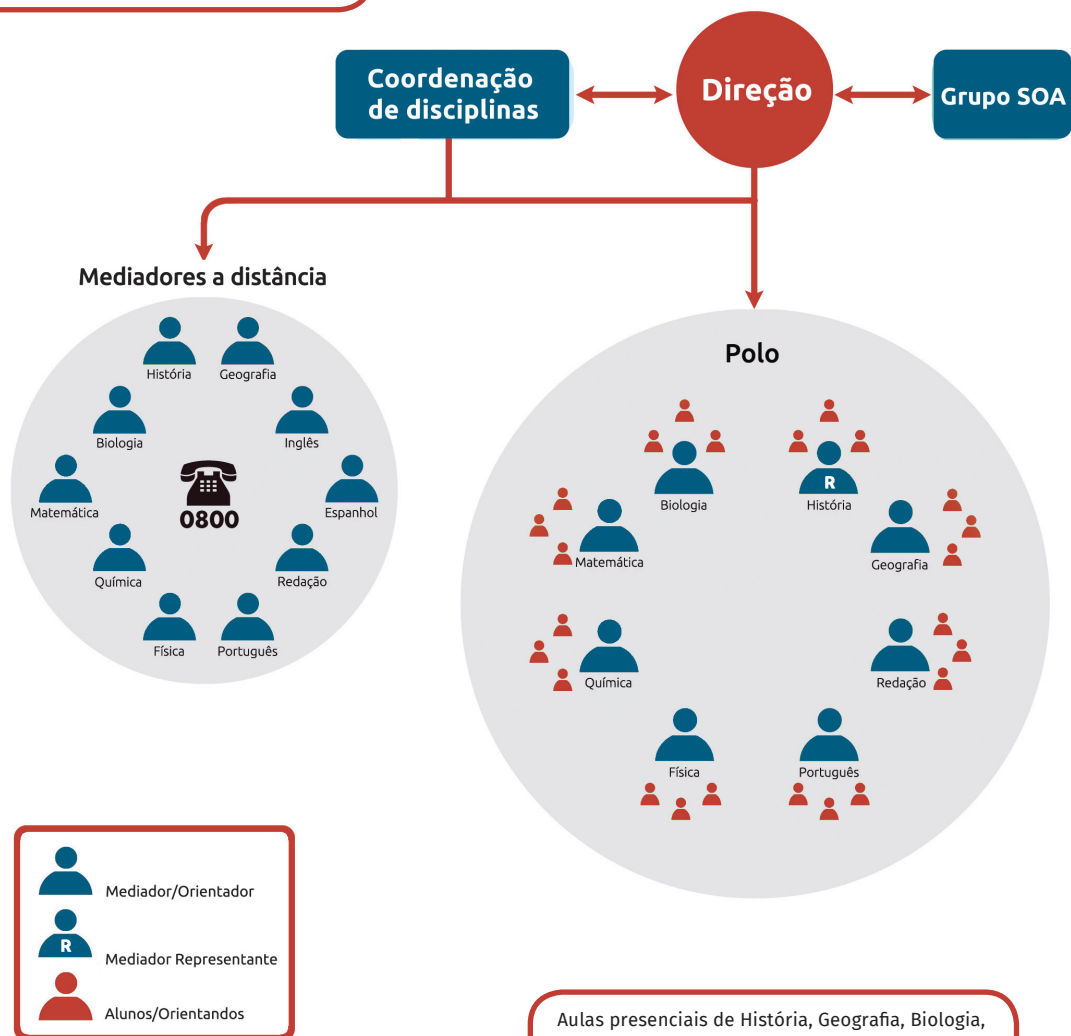 Coordenação
de disciplinas
Direção
Grupo SOA
Mediadores a distância
História
Geografia
Biologia
Inglês
Matemática
0800
Espanhol
Química
Redação
Física
Português
Polo
Biologia
R
História
Matemática
Geografia
Química
Redação
Física
Português
Mediador/Orientador
R
Mediador Representante
Alunos/Orientandos
Aulas presenciais de História, Geografia, Biologia,